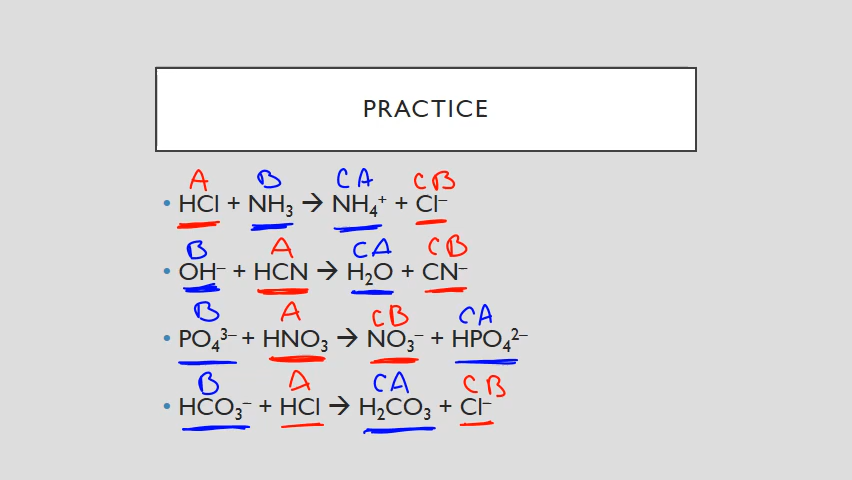 PRACTICE
A B CA CB
• HCl + NH₃ → NH₄⁺ + Cl⁻
B A CA CB
• OH⁻ + HCN → H₂O + CN⁻
B A CB CA
• PO₄³⁻ + HNO₃ → NO₃⁻ + HPO₄²⁻
B A CA CB
• HCO₃⁻ + HCl → H₂CO₃ + Cl⁻